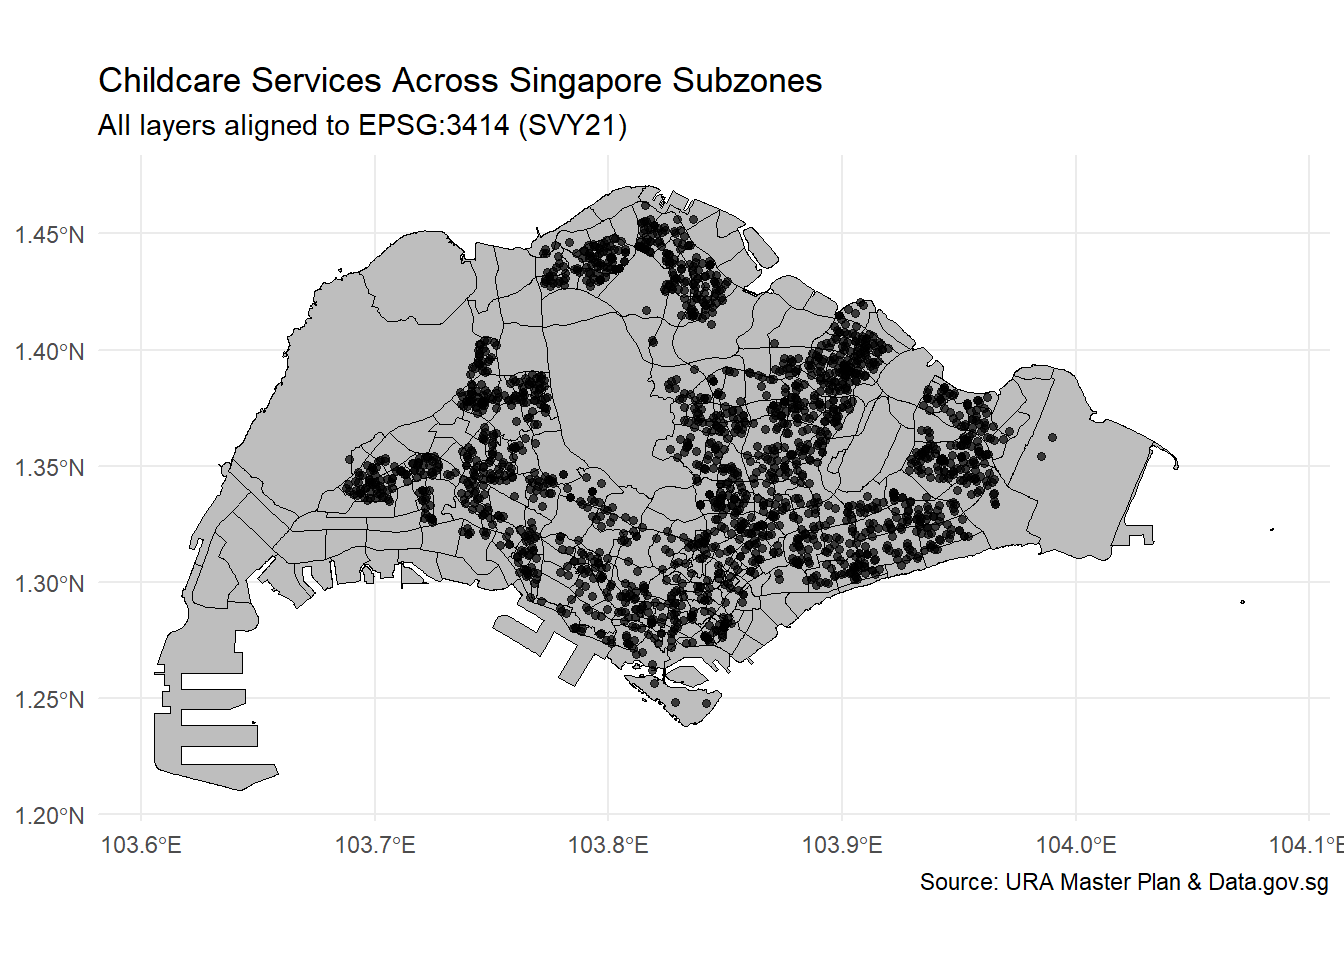 Childcare Services Across Singapore Subzones
All layers aligned to EPSG:3414 (SVY21)
1.45°N
1.40°N
1.35°N
1.30°N
1.25°N
1.20°N
103.6°E 103.7°E 103.8°E 103.9°E 104.0°E 104.1°E
Source: URA Master Plan & Data.gov.sg